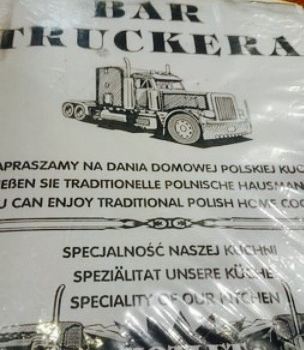 BAR
TRUCKERA
APRASZAMY NA DANIA DOMOWEJ POLSKIEJ KUC
IEßEN SIE TRADITIONELLE POLNISCHE HAUSMAN
U CAN ENJOY TRADITIONAL POLISH HOME COO
SPECJALNOŚĆ NASZEJ KUCHNI
SPEZIÄLITAT UNSERE KÜCHE
SPECIALITY OF OUR KITCHEN